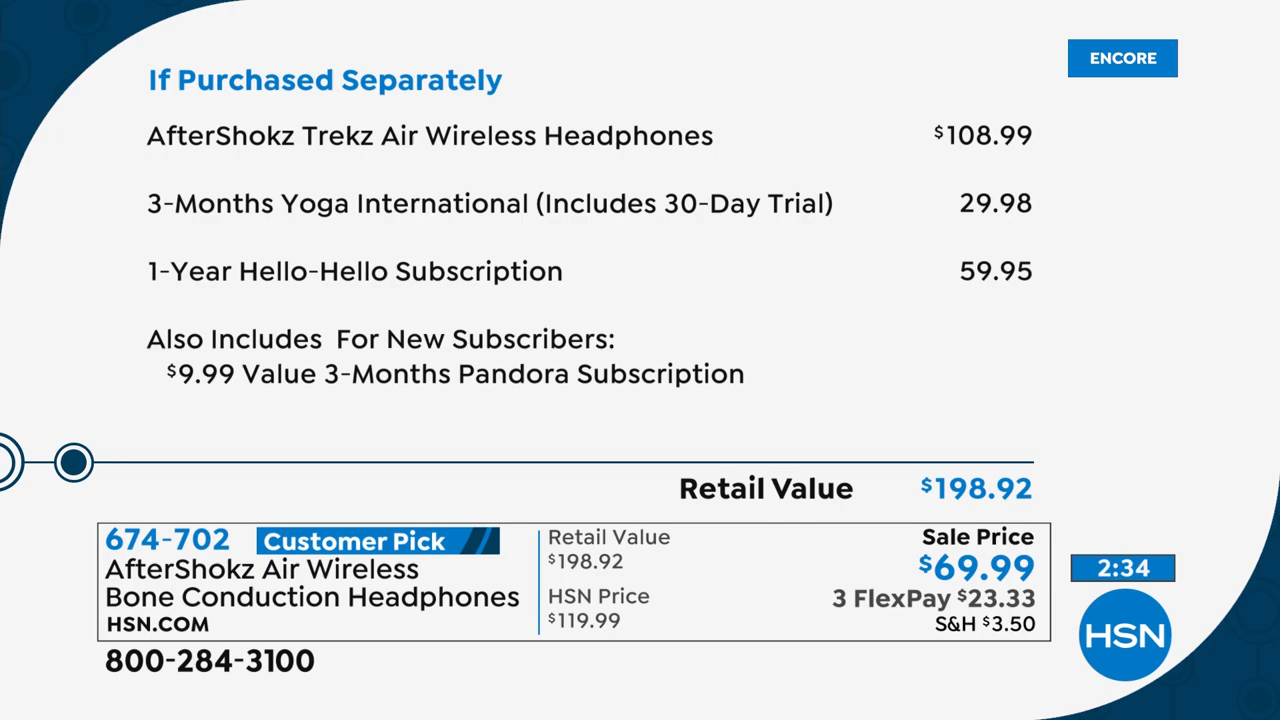 If Purchased Separately
ENCORE
AfterShokz Trekz Air Wireless Headphones $108.99
3-Months Yoga International (Includes 30-Day Trial) 29.98
1-Year Hello-Hello Subscription 59.95
Also Includes For New Subscribers:
$9.99 Value 3-Months Pandora Subscription
Retail Value $198.92
674-702 Customer Pick
AfterShokz Air Wireless
Bone Conduction Headphones
HSN.COM
Retail Value
$198.92
HSN Price
$119.99
Sale Price
$69.99
3 FlexPay $23.33
S&H $3.50
2:34
HSN
800-284-3100